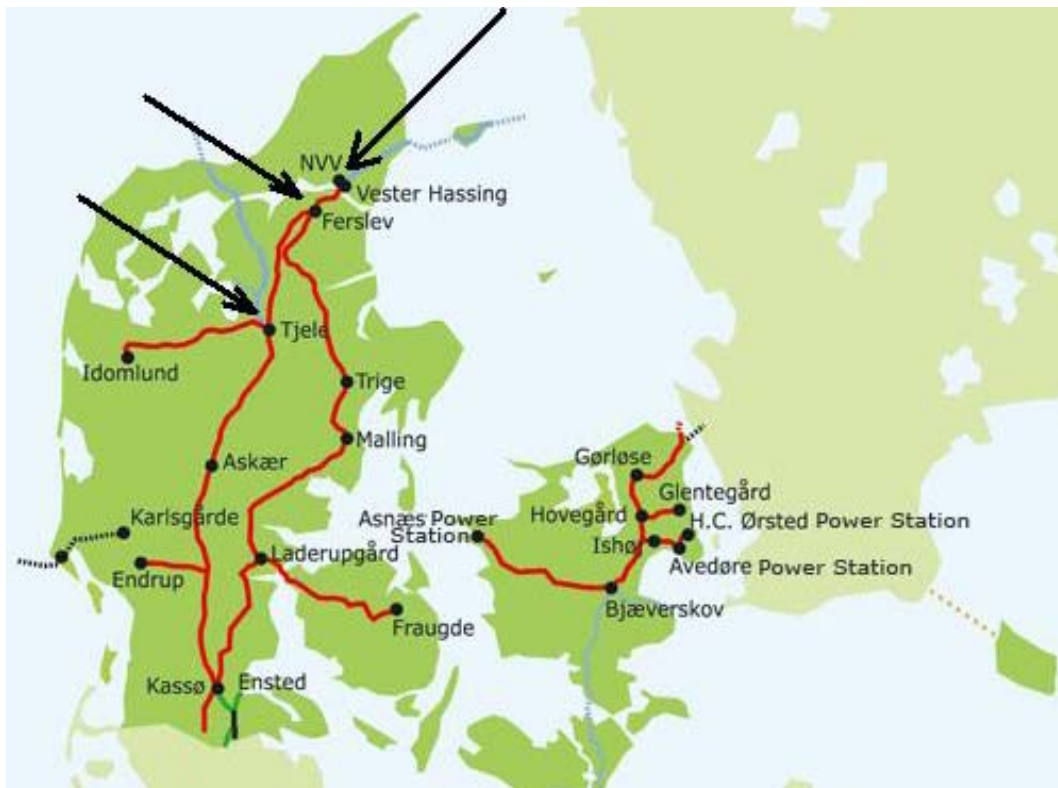 NVV
Vester Hassing
Ferslev
Tjele
Idomlund
Trige
Malling
Askær
Gørløse
Glentegård
Karlsgårde
Asnæs Power
Station
Hovegård
H.C. Ørsted Power Station
Ishø
Laderupgård
Endrup
Avedøre Power Station
Bjæverskov
Fraugde
Kassø
Ensted